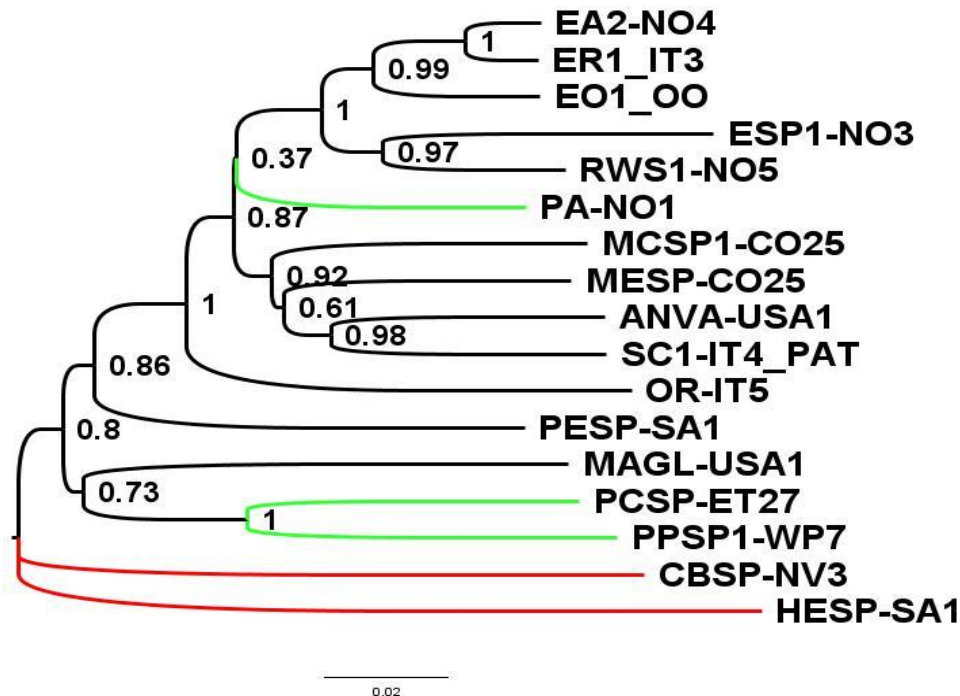 EA2-NO4
1
ER1_IT3
0.99
EO1_OO
1
ESP1-NO3
0.97
0.37
RWS1-NO5
PA-NO1
0.87
MCSP1-CO25
0.92
MESP-CO25
0.61
ANVA-USA1
1
0.98
SC1-IT4_PAT
0.86
OR-IT5
PESP-SA1
0.8
MAGL-USA1
0.73
PCSP-ET27
1
PPSP1-WP7
CBSP-NV3
HESP-SA1
0.02